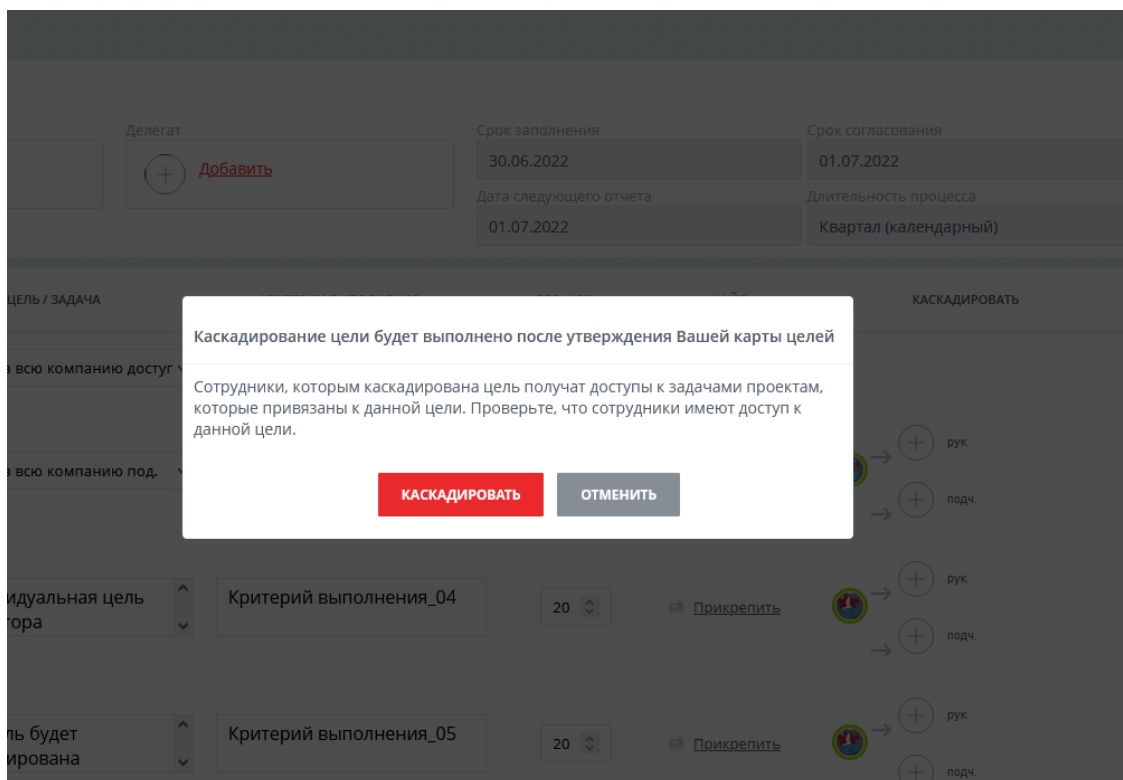 Делегат
Срок заполнения
Срок согласования
Добавить
30.06.2022
01.07.2022
Дата следующего отчета
Длительность процесса
01.07.2022
Квартал (календарный)
ЦЕЛЬ / ЗАДАЧА
КАСКАДИРОВАТЬ
Каскадирование цели будет выполнено после утверждения Вашей карты целей
всю компанию досту
Сотрудники, которым каскадирована цель получат доступы к задачами проектам,
которые привязаны к данной цели. Проверьте, что сотрудники имеют доступ к
данной цели.
рук.
всю компанию под.
КАСКАДИРОВАТЬ
ОТМЕНИТЬ
подч.
рук.
идуальная цель
Критерий выполнения_04
20
Прикрепить
тора
подч.
рук.
ль будет
Критерий выполнения_05
20
Прикрепить
ирована
подч.